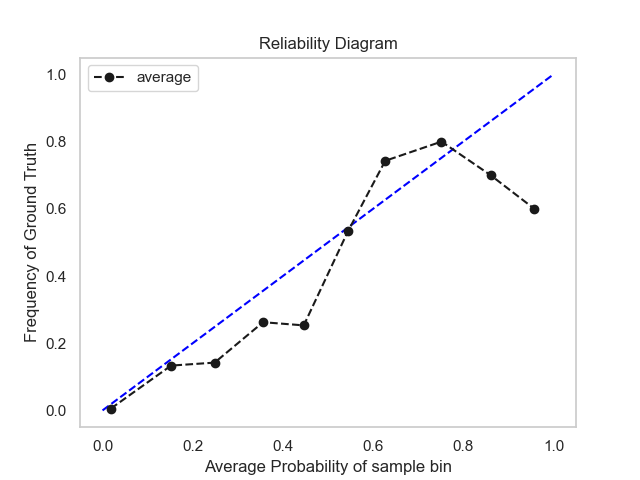 Reliability Diagram
average
Frequency of Ground Truth
1.0
0.8
0.6
0.4
0.2
0.0
0.0 0.2 0.4 0.6 0.8 1.0
Average Probability of sample bin